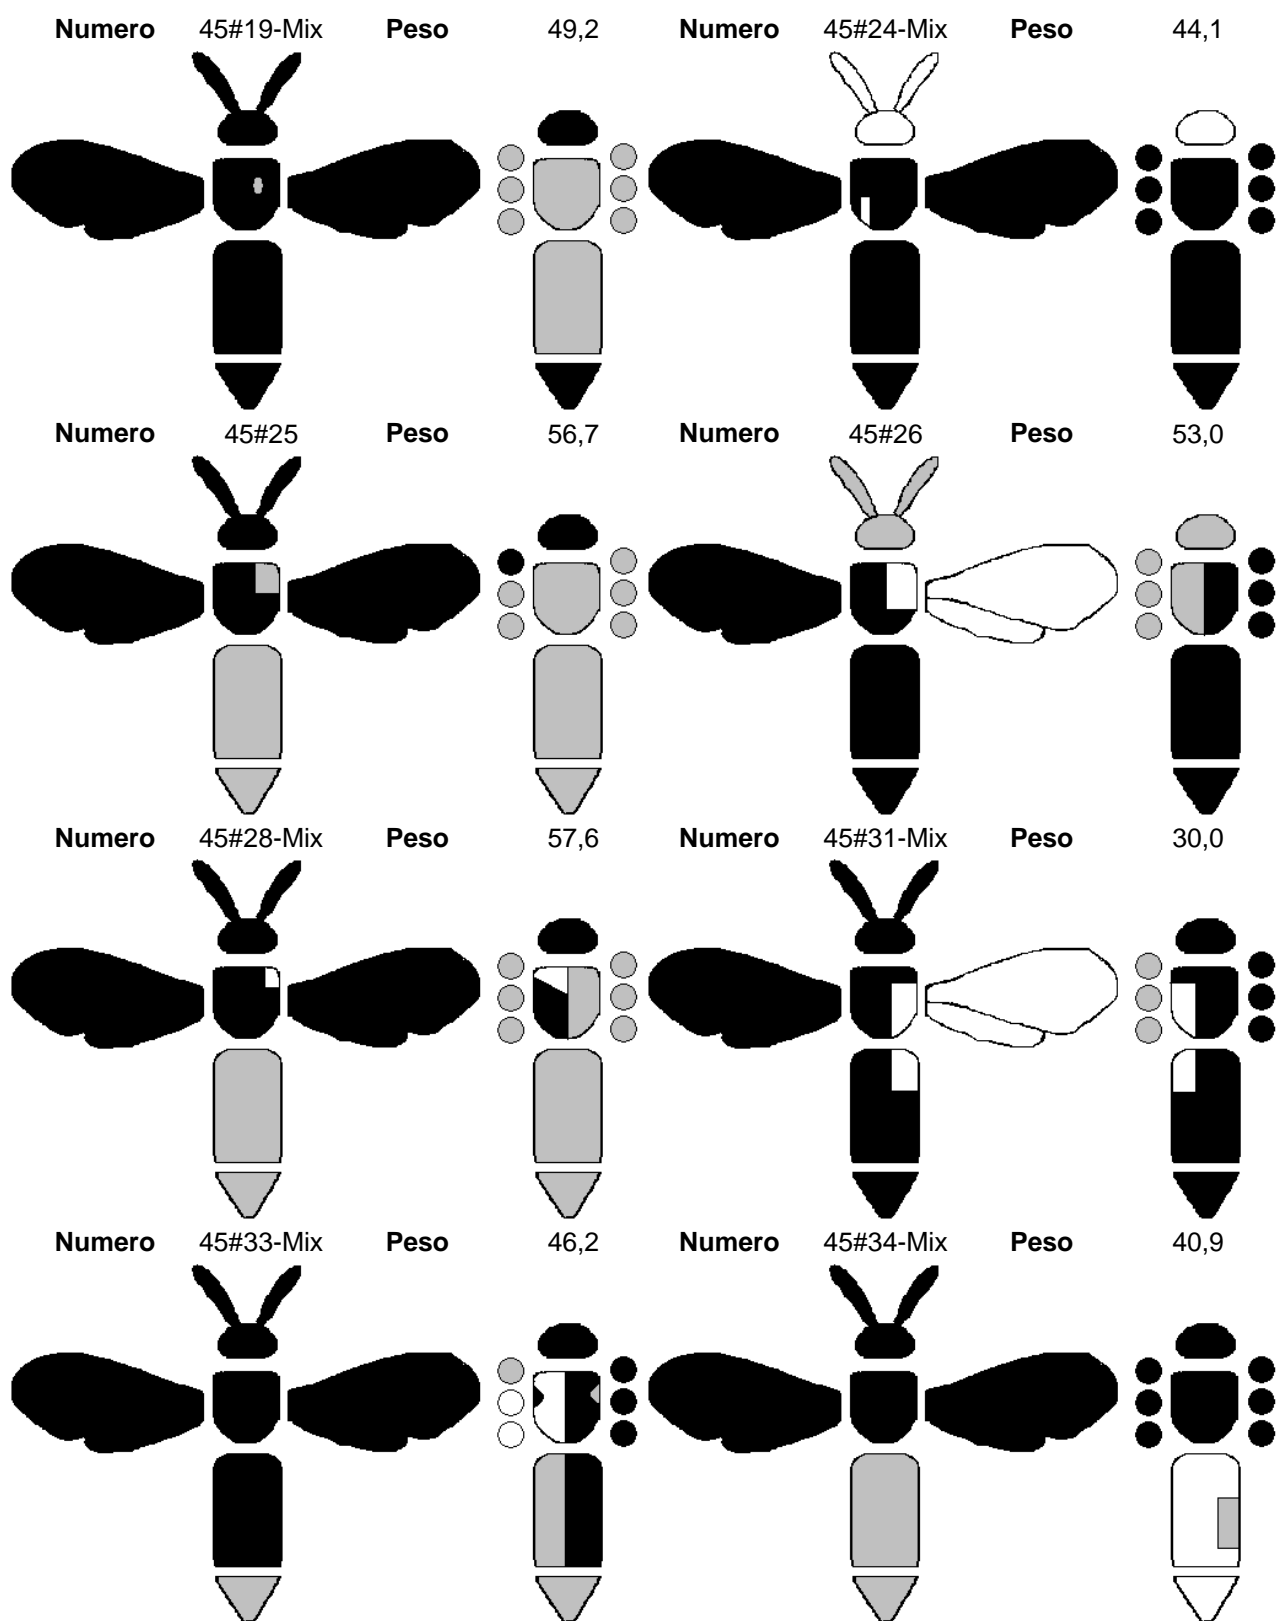 Numero 45#19-Mix Peso 49,2 Numero 45#24-Mix Peso 44,1
Numero 45#25 Peso 56,7 Numero 45#26 Peso 53,0
Numero 45#28-Mix Peso 57,6 Numero 45#31-Mix Peso 30,0
Numero 45#33-Mix Peso 46,2 Numero 45#34-Mix Peso 40,9